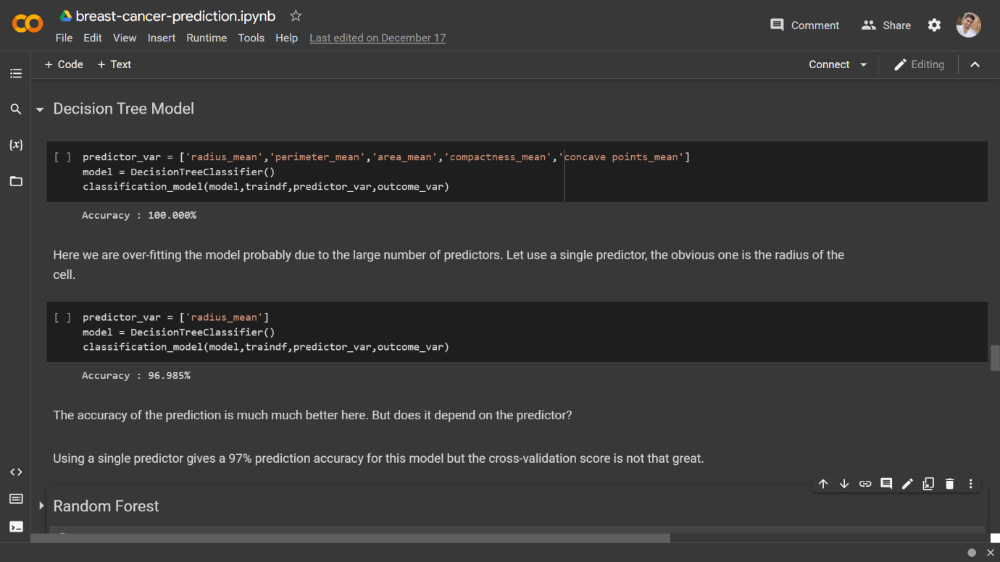 breast-cancer-prediction.ipynb
File Edit View Insert Runtime Tools Help Last edited on December 17
Comment Share
+ Code + Text
Connect Editing
{x}
Decision Tree Model
[ ] predictor_var = ['radius_mean','perimeter_mean','area_mean','compactness_mean','concave points_mean']
model = DecisionTreeClassifier()
classification_model(model,traindf,predictor_var,outcome_var)
Accuracy : 100.000%
Here we are over-fitting the model probably due to the large number of predictors. Let use a single predictor, the obvious one is the radius of the
cell.
[ ] predictor_var = ['radius_mean']
model = DecisionTreeClassifier()
classification_model(model,traindf,predictor_var,outcome_var)
Accuracy : 96.985%
The accuracy of the prediction is much much better here. But does it depend on the predictor?
Using a single predictor gives a 97% prediction accuracy for this model but the cross-validation score is not that great.
Random Forest